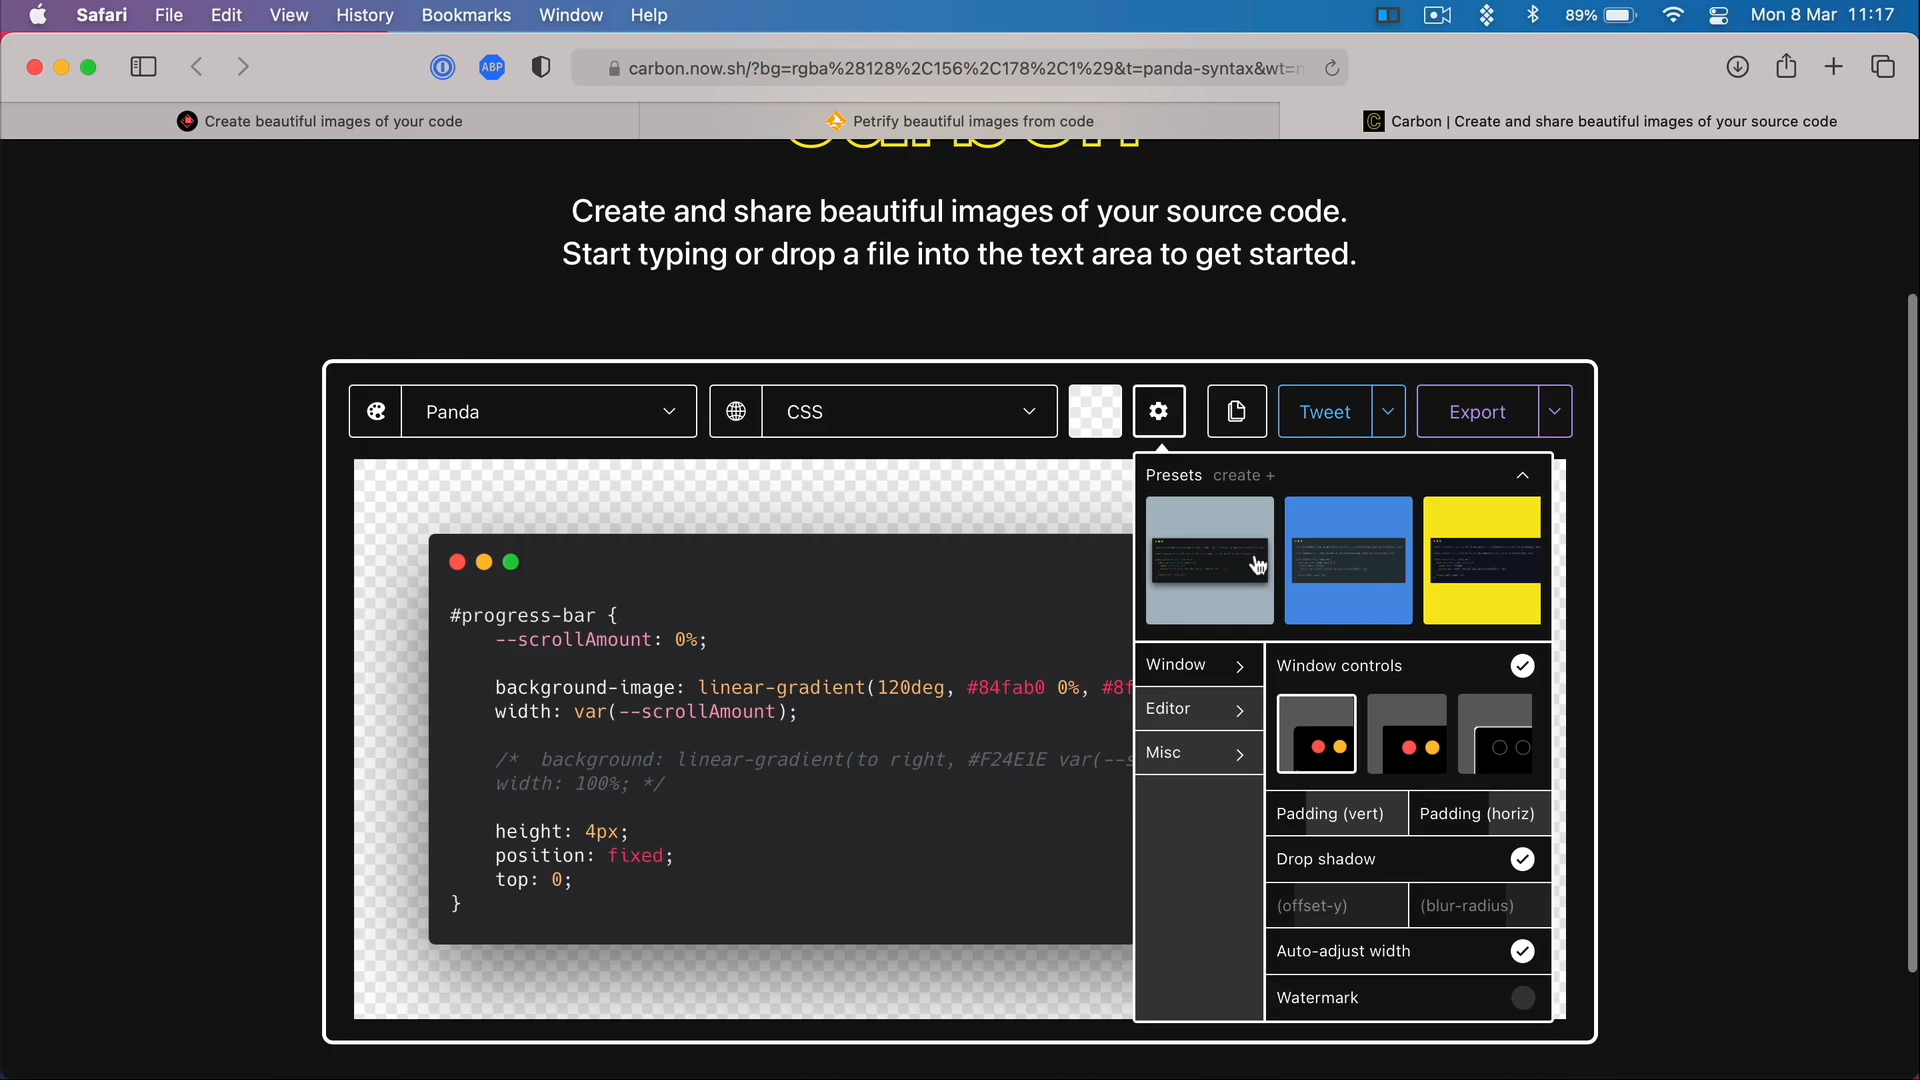 Safari File Edit View History Bookmarks Window Help 89% Mon 8 Mar 11:17
ABP carbon.now.sh/?bg=rgba%28128%2C156%2C178%2C1%29&t=panda-syntax&wt=n
Create beautiful images of your code
Petrify beautiful images from code
Carbon | Create and share beautiful images of your source code
Create and share beautiful images of your source code.
Start typing or drop a file into the text area to get started.
Panda CSS Tweet Export
Presets create +
#progress-bar {
--scrollAmount: 0%;
background-image: linear-gradient(120deg, #84fab0 0%, #8f
width: var(--scrollAmount);
/* background: linear-gradient(to right, #F24E1E var(--s
width: 100%; */
height: 4px;
position: fixed;
top: 0;
}
Window
Editor
Misc
Window controls
Padding (vert) Padding (horiz)
Drop shadow
(offset-y) (blur-radius)
Auto-adjust width
Watermark